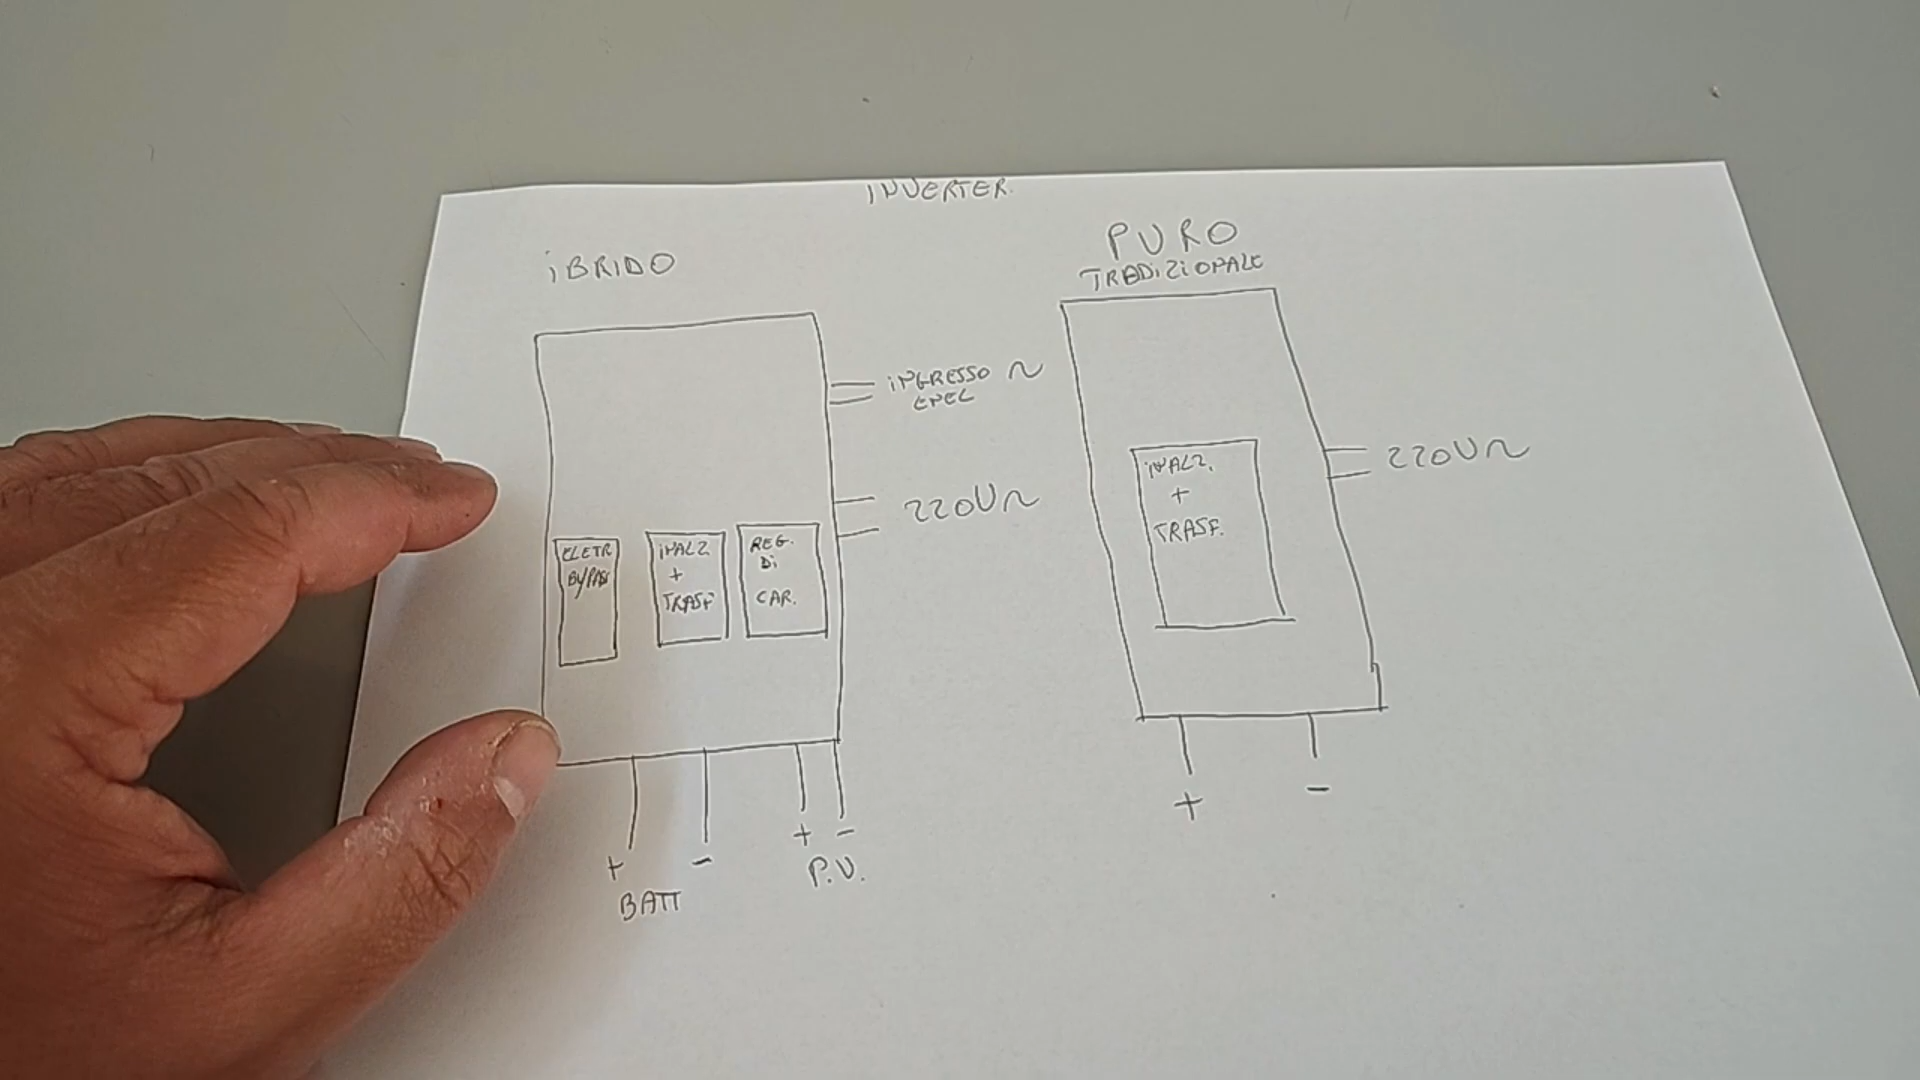 INVERTER.
iBRIDO
iNGRESSO ~
ENEL
220V~
ELETR
BYPASS
iNALZ.
+
TRASF
REG.
Di
CAR.
+ -
BATT
+ -
P.V.
PURO
TRADiZiONALE
iNALZ.
+
TRASF.
220V~
+ -